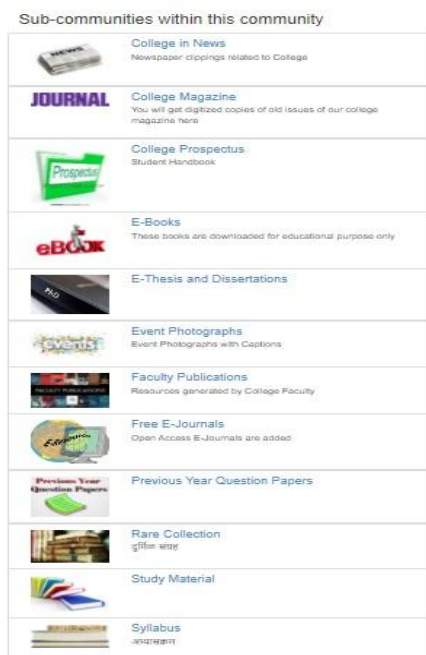 Sub-communities within this community
NEWS
College in News
Newspaper clippings related to College
JOURNAL
College Magazine
You will get digitized copies of old issues of our college
magazine here
Prospectus
College Prospectus
Student Handbook
eBOOK
E-Books
These books are downloaded for educational purpose only
PhD
E-Thesis and Dissertations
events
Event Photographs
Event Photographs with Captions
FACULTY PUBLICATIONS
Faculty Publications
Resources generated by College Faculty
Free E-Journals
Open Access E-Journals are added
Previous Year
Question Papers
Previous Year Question Papers
Rare Collection
Study Material
Syllabus